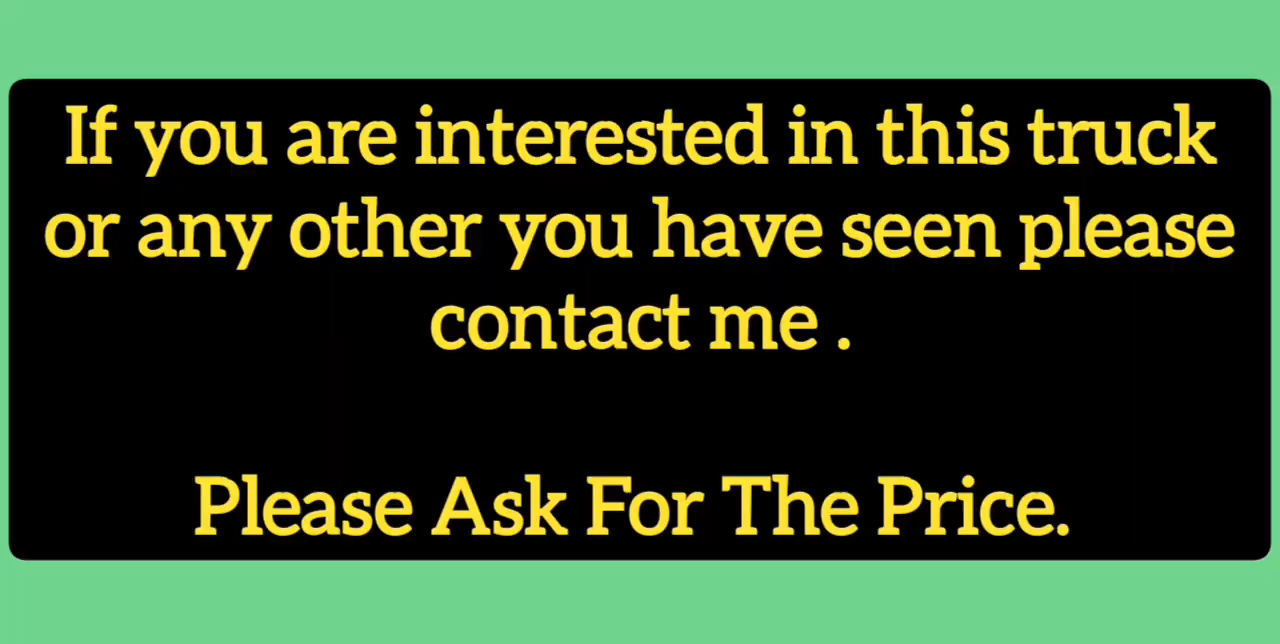 If you are interested in this truck
or any other you have seen please
contact me .
Please Ask For The Price.